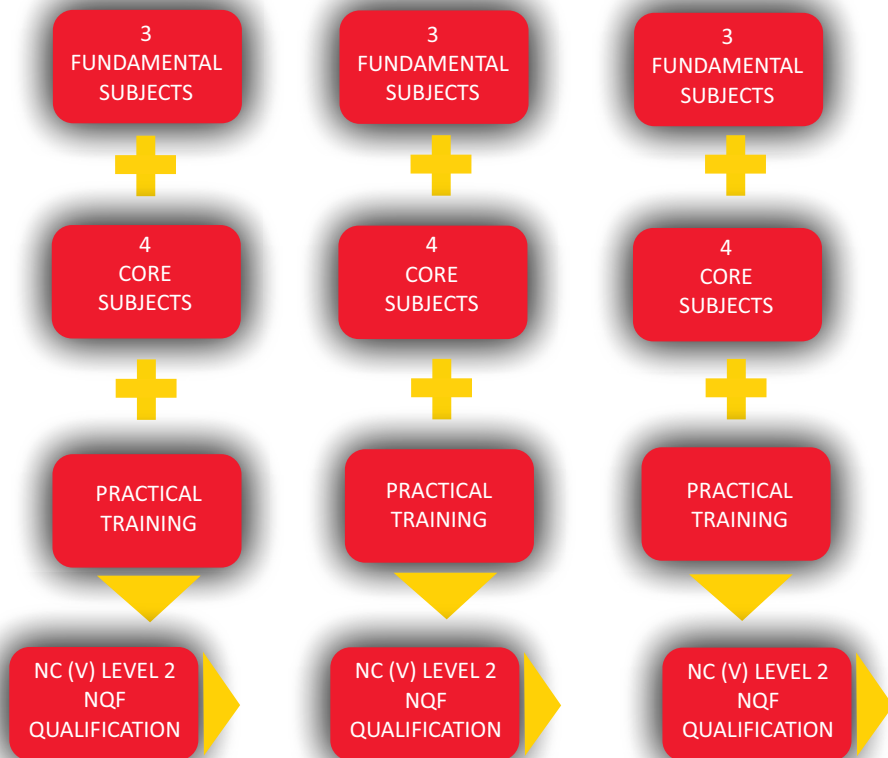 3
FUNDAMENTAL
SUBJECTS
3
FUNDAMENTAL
SUBJECTS
3
FUNDAMENTAL
SUBJECTS
4
CORE
SUBJECTS
4
CORE
SUBJECTS
4
CORE
SUBJECTS
PRACTICAL
TRAINING
PRACTICAL
TRAINING
PRACTICAL
TRAINING
NC (V) LEVEL 2
NQF
QUALIFICATION
NC (V) LEVEL 2
NQF
QUALIFICATION
NC (V) LEVEL 2
NQF
QUALIFICATION